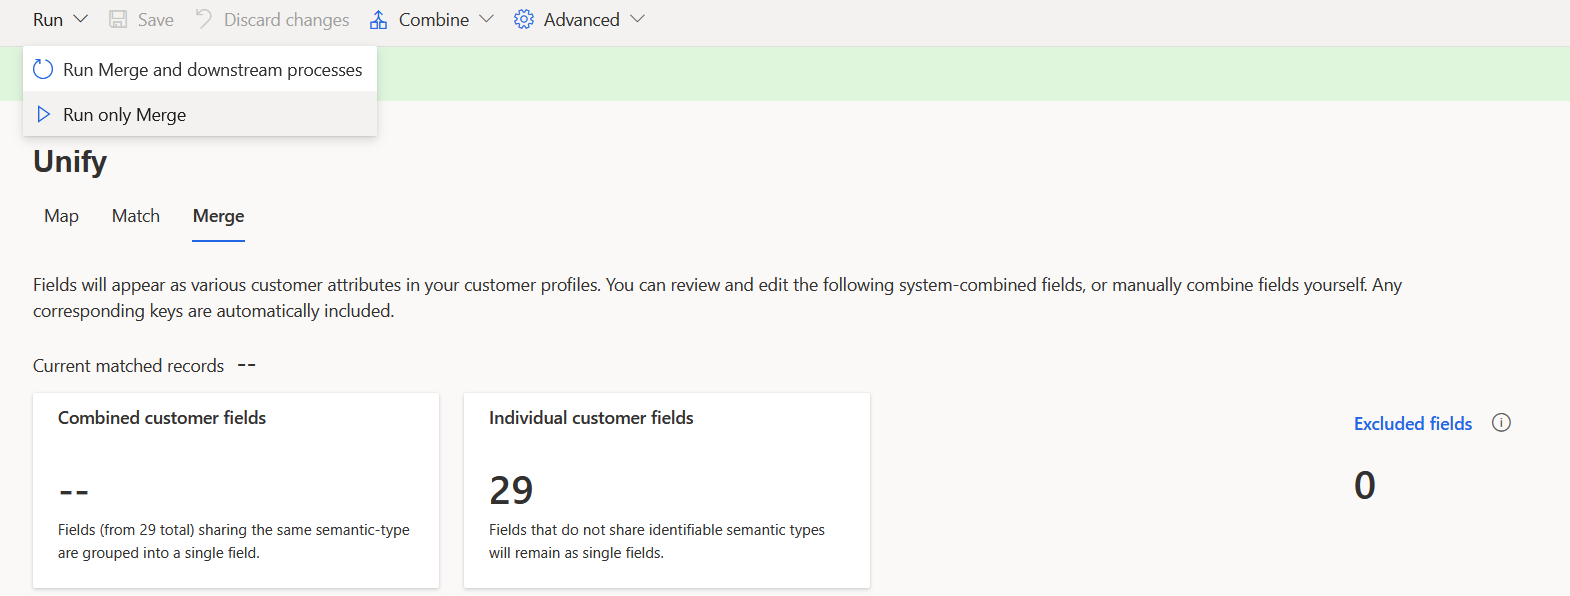 Run Save Discard changes Combine Advanced
Run Merge and downstream processes
Run only Merge
Unify
Map Match Merge
Fields will appear as various customer attributes in your customer profiles. You can review and edit the following system-combined fields, or manually combine fields yourself. Any
corresponding keys are automatically included.
Current matched records --
Combined customer fields
--
Fields (from 29 total) sharing the same semantic-type
are grouped into a single field.
Individual customer fields
29
Fields that do not share identifiable semantic types
will remain as single fields.
Excluded fields
0